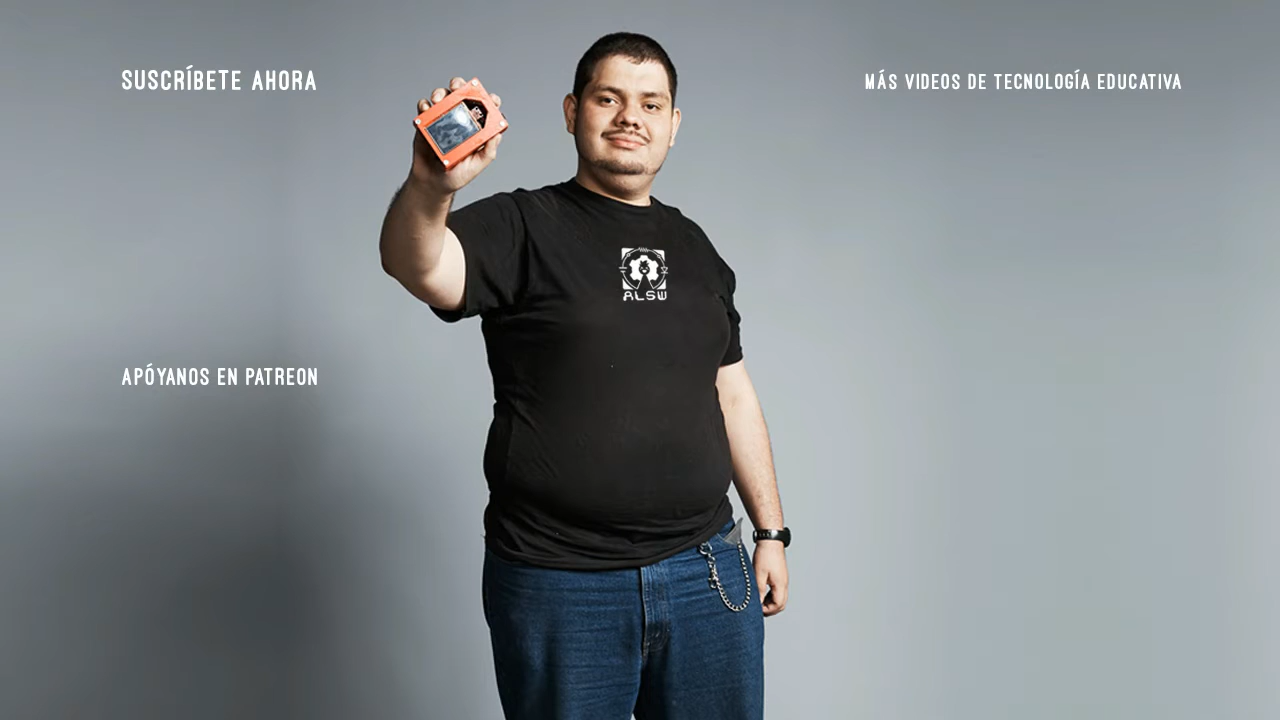 SUSCRÍBETE AHORA
MÁS VIDEOS DE TECNOLOGÍA EDUCATIVA
ALSW
APÓYANOS EN PATREON